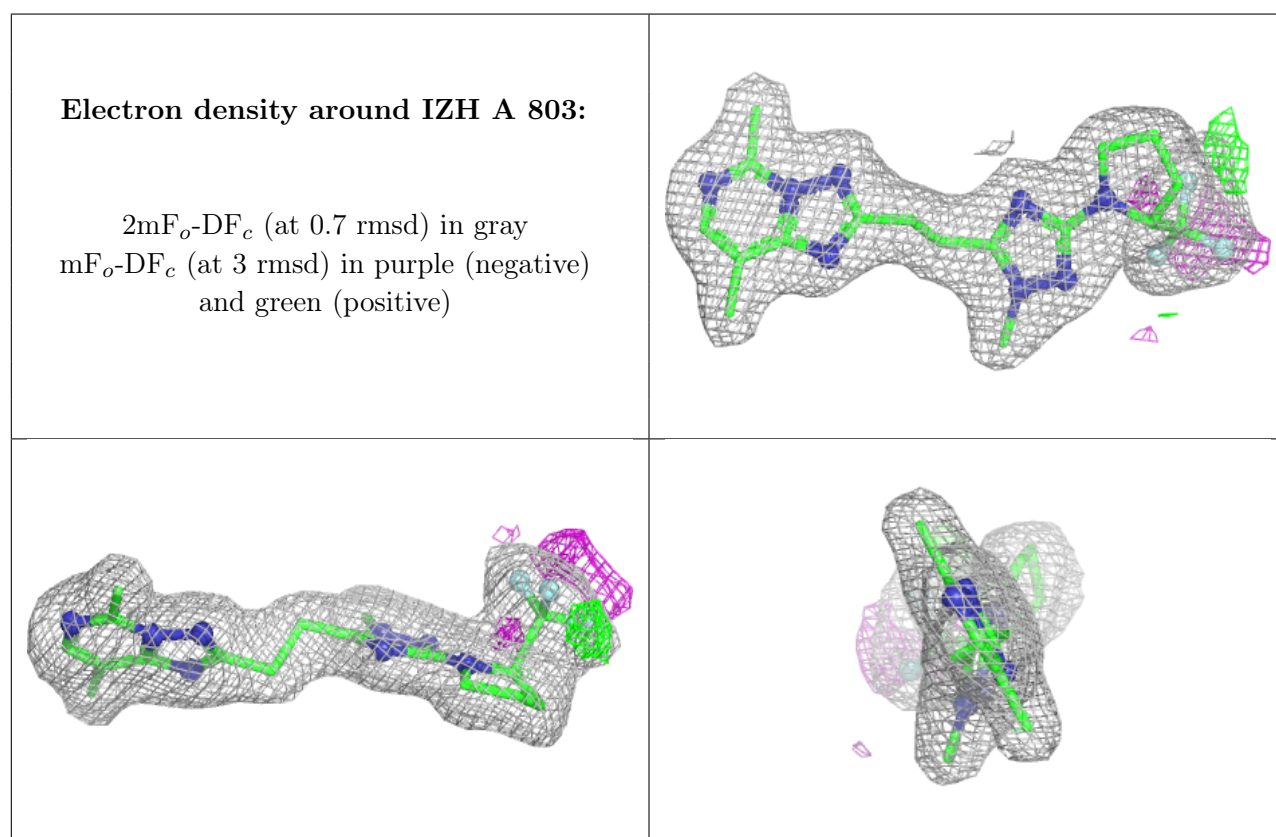 Electron density around IZH A 803:
2mFo-DFc (at 0.7 rmsd) in gray
mFo-DFc (at 3 rmsd) in purple (negative)
and green (positive)